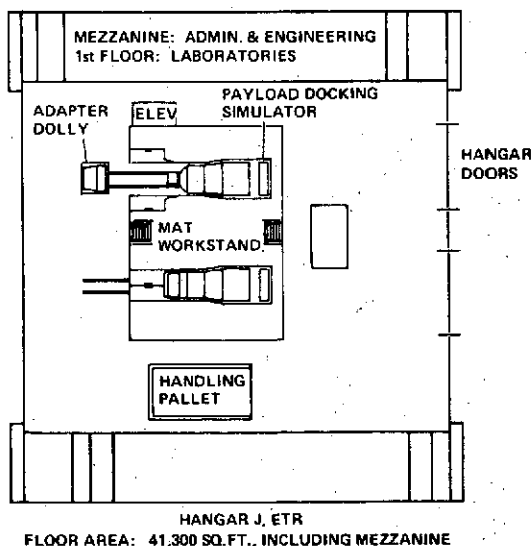 MEZZANINE: ADMIN. & ENGINEERING
1st FLOOR: LABORATORIES
ADAPTER
DOLLY
ELEV
PAYLOAD DOCKING
SIMULATOR
HANGAR
DOORS
MAT
WORKSTAND
HANDLING
PALLET
HANGAR J, ETR
FLOOR AREA: 41,300 SQ.FT., INCLUDING MEZZANINE